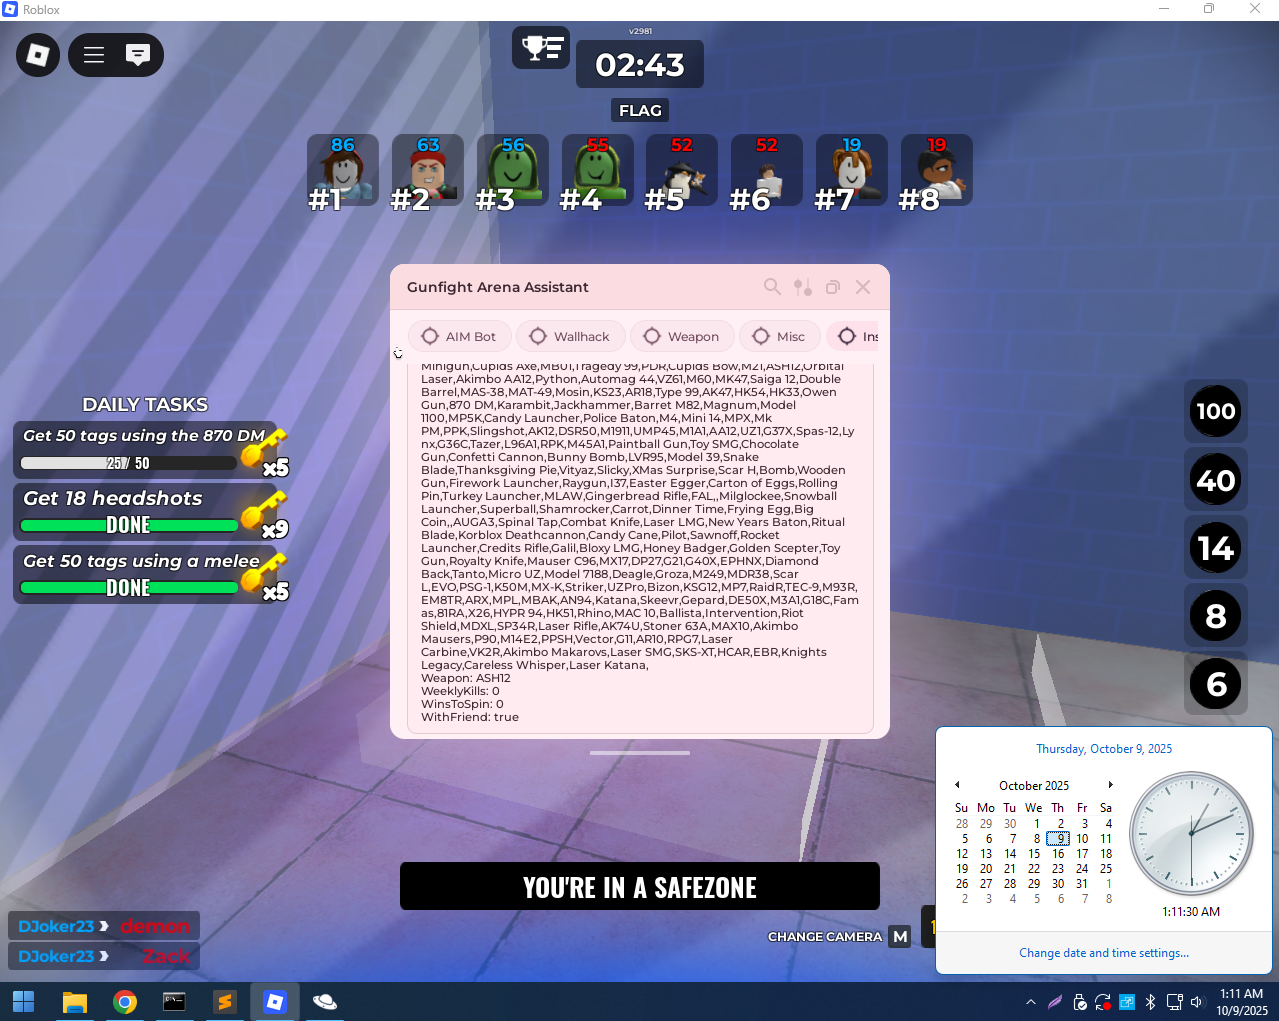 Roblox
v2981
02:43
FLAG
86
63
56
55
52
52
19
19
#1
#2
#3
#4
#5
#6
#7
#8
Gunfight Arena Assistant
AIM Bot
Wallhack
Weapon
Misc
Ins
Minigun,Cupids Axe,MB01,Tragedy 99,PDR,Cupids Bow,M21,ASH12,Orbital
Laser,Akimbo AA12,Python,Automag 44,VZ61,M60,MK47,Saiga 12,Double
Barrel,MAS-38,MAT-49,Mosin,KS23,AR18,Type 99,AK47,HK54,HK33,Owen
Gun,870 DM,Karambit,Jackhammer,Barret M82,Magnum,Model
1100,MP5K,Candy Launcher,Police Baton,M4,Mini 14,MPX,Mk
PM,PPK,Slingshot,AK12,DSR50,M1911,UMP45,M1A1,AA12,UZ1,G37X,Spas-12,Ly
nx,G36C,Tazer,L96A1,RPK,M45A1,Paintball Gun,Toy SMG,Chocolate
Gun,Confetti Cannon,Bunny Bomb,LVR95,Model 39,Snake
Blade,Thanksgiving Pie,Vityaz,Slicky,XMas Surprise,Scar H,Bomb,Wooden
Gun,Firework Launcher,Raygun,I37,Easter Egger,Carton of Eggs,Rolling
Pin,Turkey Launcher,MLAW,Gingerbread Rifle,FAL,,Milglockee,Snowball
Launcher,Superball,Shamrocker,Carrot,Dinner Time,Frying Egg,Big
Coin,,AUGA3,Spinal Tap,Combat Knife,Laser LMG,New Years Baton,Ritual
Blade,Korblox Deathcannon,Candy Cane,Pilot,Sawnoff,Rocket
Launcher,Credits Rifle,Galil,Bloxy LMG,Honey Badger,Golden Scepter,Toy
Gun,Royalty Knife,Mauser C96,MX17,DP27,G21,G40X,EPHNX,Diamond
Back,Tanto,Micro UZ,Model 7188,Deagle,Groza,M249,MDR38,Scar
L,EVO,PSG-1,K50M,MX-K,Striker,UZPro,Bizon,KSG12,MP7,RaidR,TEC-9,M93R,
EM8TR,ARX,MPL,MBAK,AN94,Katana,Skeevr,Gepard,DE50X,M3A1,G18C,Fam
as,81RA,X26,HYPR 94,HK51,Rhino,MAC 10,Ballista,Intervention,Riot
Shield,MDXL,SP34R,Laser Rifle,AK74U,Stoner 63A,MAX10,Akimbo
Mausers,P90,M14E2,PPSH,Vector,G11,AR10,RPG7,Laser
Carbine,VK2R,Akimbo Makarovs,Laser SMG,SKS-XT,HCAR,EBR,Knights
Legacy,Careless Whisper,Laser Katana,
Weapon: ASH12
WeeklyKills: 0
WinsToSpin: 0
WithFriend: true
DAILY TASKS
Get 50 tags using the 870 DM
25 / 50
x5
Get 18 headshots
DONE
x9
Get 50 tags using a melee
DONE
x5
100
40
14
8
6
YOU'RE IN A SAFEZONE
CHANGE CAMERA M
1
DJoker23 demon
DJoker23 Zack
Thursday, October 9, 2025
October 2025
Su Mo Tu We Th Fr Sa
28 29 30 1 2 3 4
5 6 7 8 9 10 11
12 13 14 15 16 17 18
19 20 21 22 23 24 25
26 27 28 29 30 31 1
2 3 4 5 6 7 8
1:11:30 AM
Change date and time settings...
1:11 AM
10/9/2025